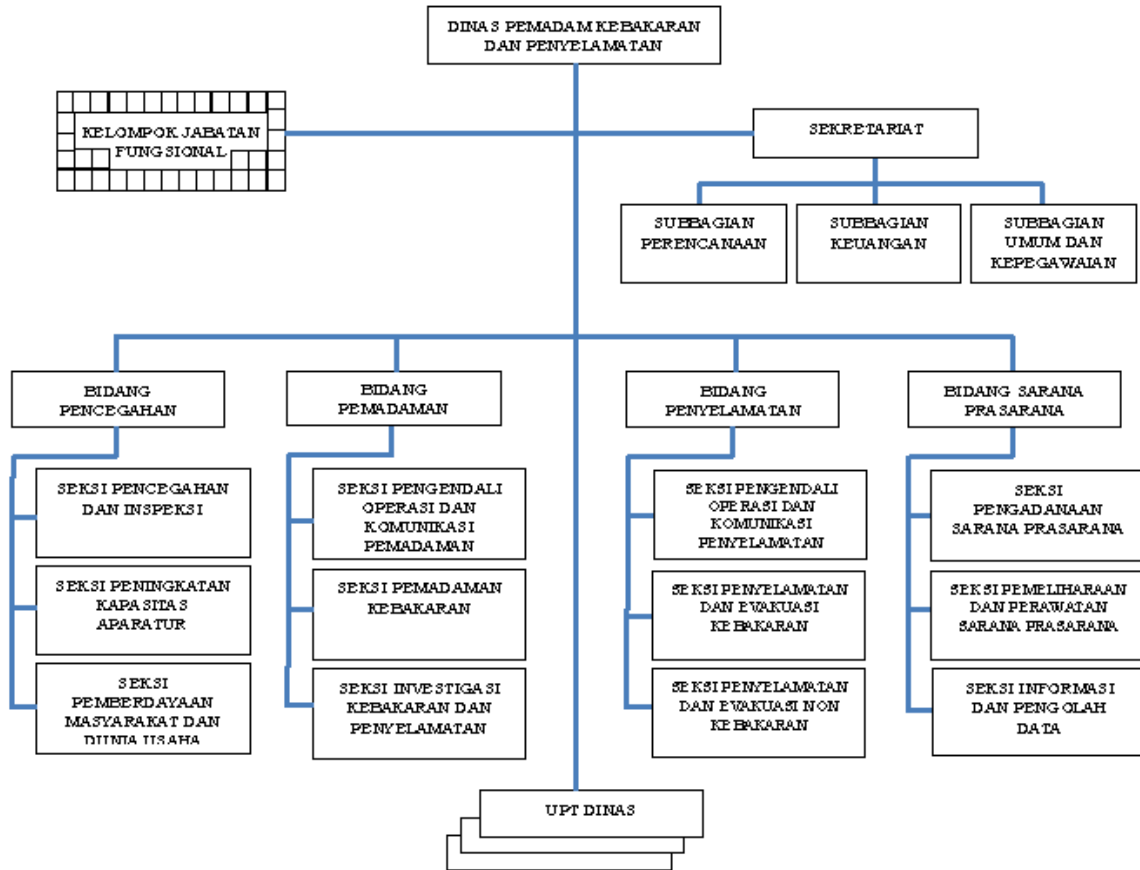 DINAS PEMADAM KEBAKARAN
DAN PENYELAMATAN
KELOMPOK JABATAN
FUNGSIONAL
SEKRETARIAT
SUBBAGIAN
PERENCANAAN
SUBBAGIAN
KEUANGAN
SUBBAGIAN
UMUM DAN
KEPEGAWAIAN
BIDANG
PENCEGAHAN
BIDANG
PEMADAMAN
BIDANG
PENYELAMATAN
BIDANG SARANA
PRASARANA
SEKSI PENCEGAHAN
DAN INSPEKSI
SEKSI PENINGKATAN
KAPASITAS
APARATUR
SEKSI
PEMBERDAYAAN
MASYARAKAT DAN
DUNIA USAHA
SEKSI PENGENDALI
OPERASI DAN
KOMUNIKASI
PEMADAMAN
SEKSI PEMADAMAN
KEBAKARAN
SEKSI INVESTIGASI
KEBAKARAN DAN
PENYELAMATAN
SEKSI PENGENDALI
OPERASI DAN
KOMUNIKASI
PENYELAMATAN
SEKSI PENYELAMATAN
DAN EVAKUASI
KEBAKARAN
SEKSI PENYELAMATAN
DAN EVAKUASI NON
KEBAKARAN
SEKSI
PENGADANAAN
SARANA PRASARANA
SEKSI PEMELIHARAAN
DAN PERAWATAN
SARANA PRASARANA
SEKSI INFORMASI
DAN PENGOLAH
DATA
UPT DINAS